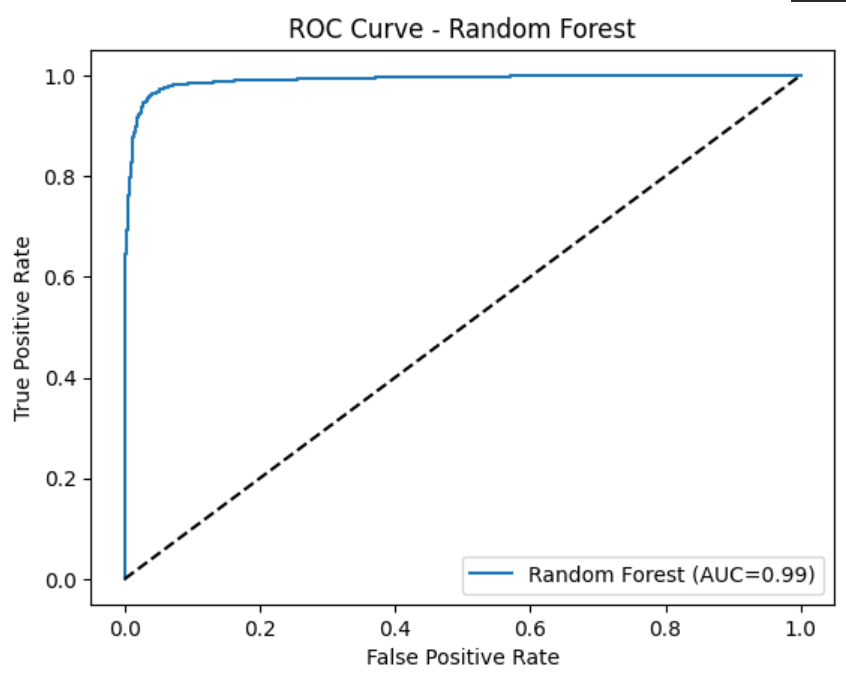 ROC Curve - Random Forest
True Positive Rate
1.0
0.8
0.6
0.4
0.2
0.0
Random Forest (AUC=0.99)
0.0 0.2 0.4 0.6 0.8 1.0
False Positive Rate